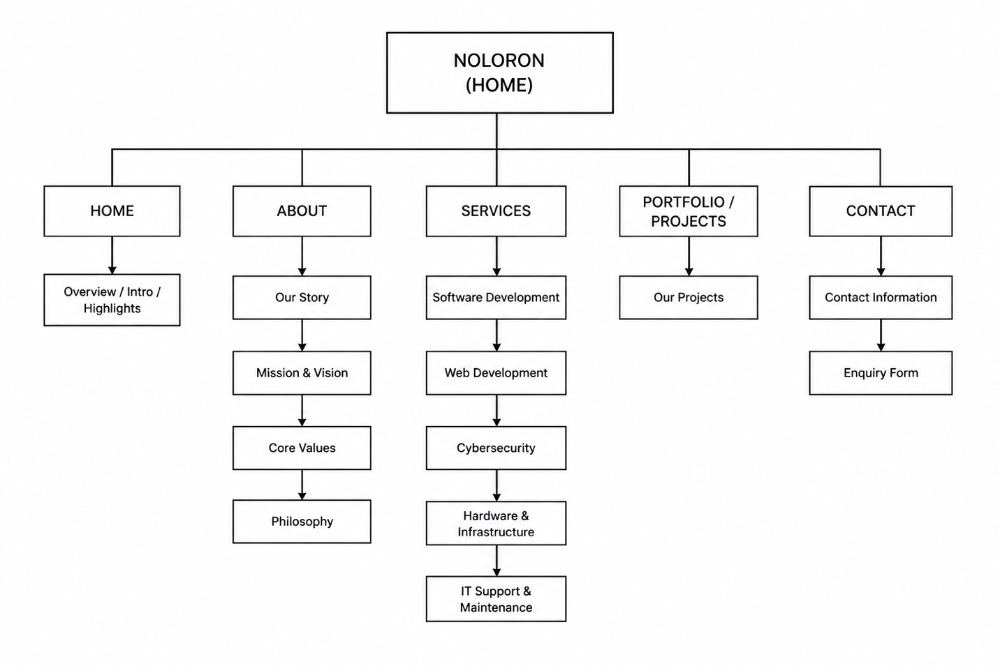 NOLORON
(HOME)
HOME
ABOUT
SERVICES
PORTFOLIO /
PROJECTS
CONTACT
Overview / Intro /
Highlights
Our Story
Mission & Vision
Core Values
Philosophy
Software Development
Web Development
Cybersecurity
Hardware &
Infrastructure
IT Support &
Maintenance
Our Projects
Contact Information
Enquiry Form